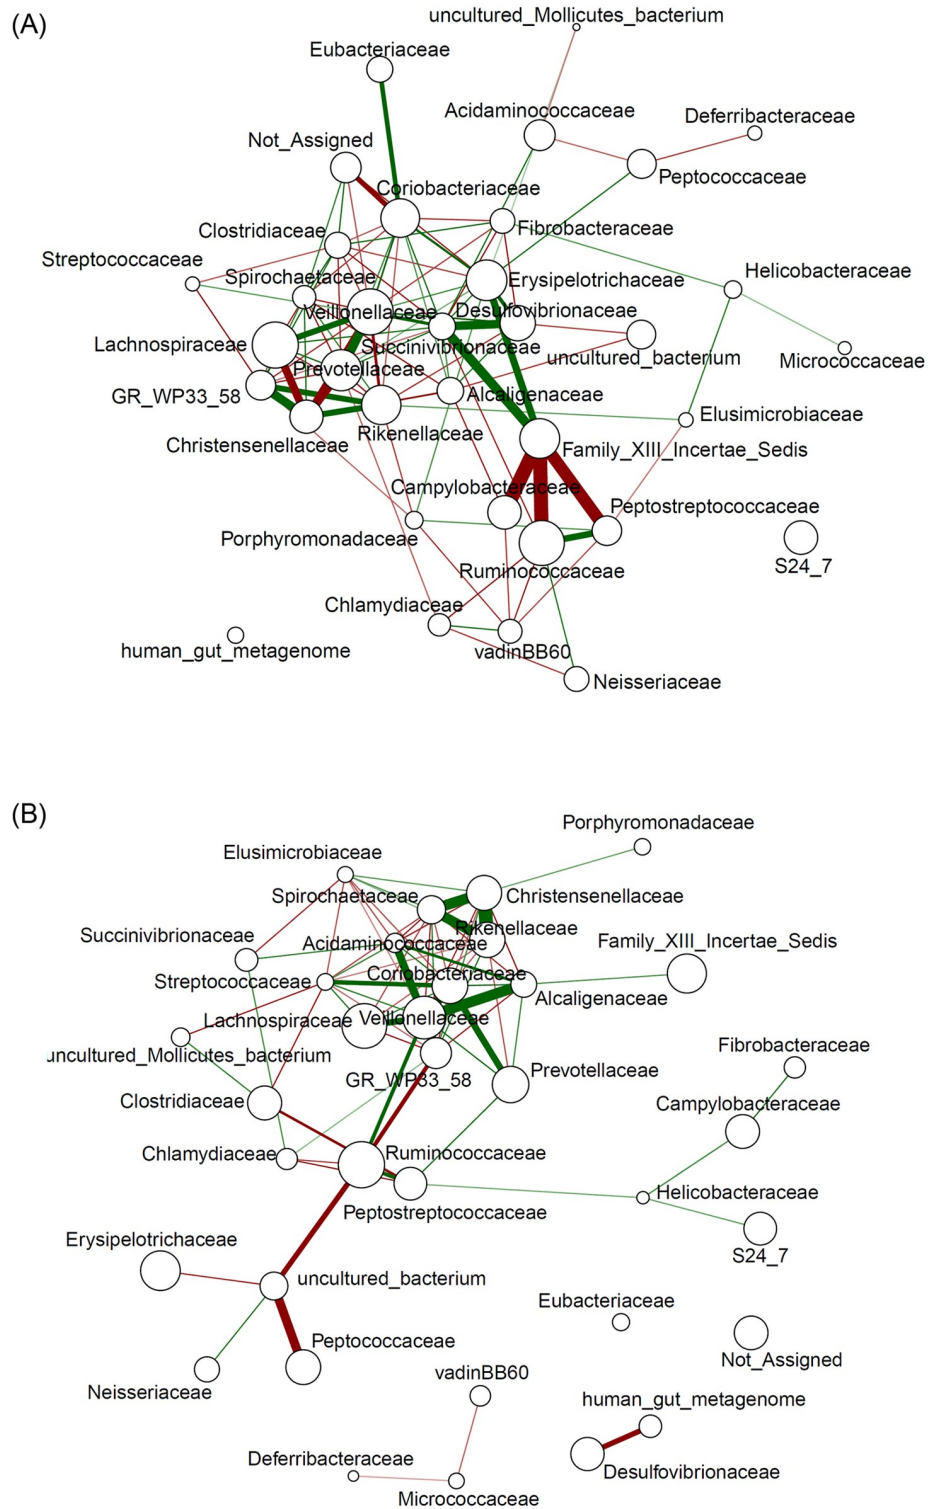 (A)
uncultured_Mollicutes_bacterium
Eubacteriaceae
Acidaminococcaceae
Deferribacteraceae
Not_Assigned
Peptococcaceae
Coriobacteriaceae
Clostridiaceae
Fibrobacteraceae
Streptococcaceae
Helicobacteraceae
Spirochaetaceae
Erysipelotrichaceae
Veillonellaceae
Desulfovibrionaceae
Lachnospiraceae
Succinivibrionaceae
uncultured_bacterium
Micrococcaceae
Prevotellaceae
GR_WP33_58
Alcaligenaceae
Elusimicrobiaceae
Christensenellaceae
Rikenellaceae
Family_XIII_Incertae_Sedis
Campylobacteraceae
Peptostreptococcaceae
Porphyromonadaceae
S24_7
Ruminococcaceae
Chlamydiaceae
human_gut_metagenome
vadinBB60
Neisseriaceae
(B)
Porphyromonadaceae
Elusimicrobiaceae
Spirochaetaceae
Christensenellaceae
Rikenellaceae
Succinivibrionaceae
Acidaminococcaceae
Family_XIII_Incertae_Sedis
Streptococcaceae
Coriobacteriaceae
Alcaligenaceae
Lachnospiraceae
Veillonellaceae
uncultured_Mollicutes_bacterium
Fibrobacteraceae
GR_WP33_58
Prevotellaceae
Clostridiaceae
Campylobacteraceae
Chlamydiaceae
Ruminococcaceae
Helicobacteraceae
Peptostreptococcaceae
Erysipelotrichaceae
S24_7
uncultured_bacterium
Eubacteriaceae
Peptococcaceae
Not_Assigned
Neisseriaceae
vadinBB60
human_gut_metagenome
Deferribacteraceae
Desulfovibrionaceae
Micrococcaceae